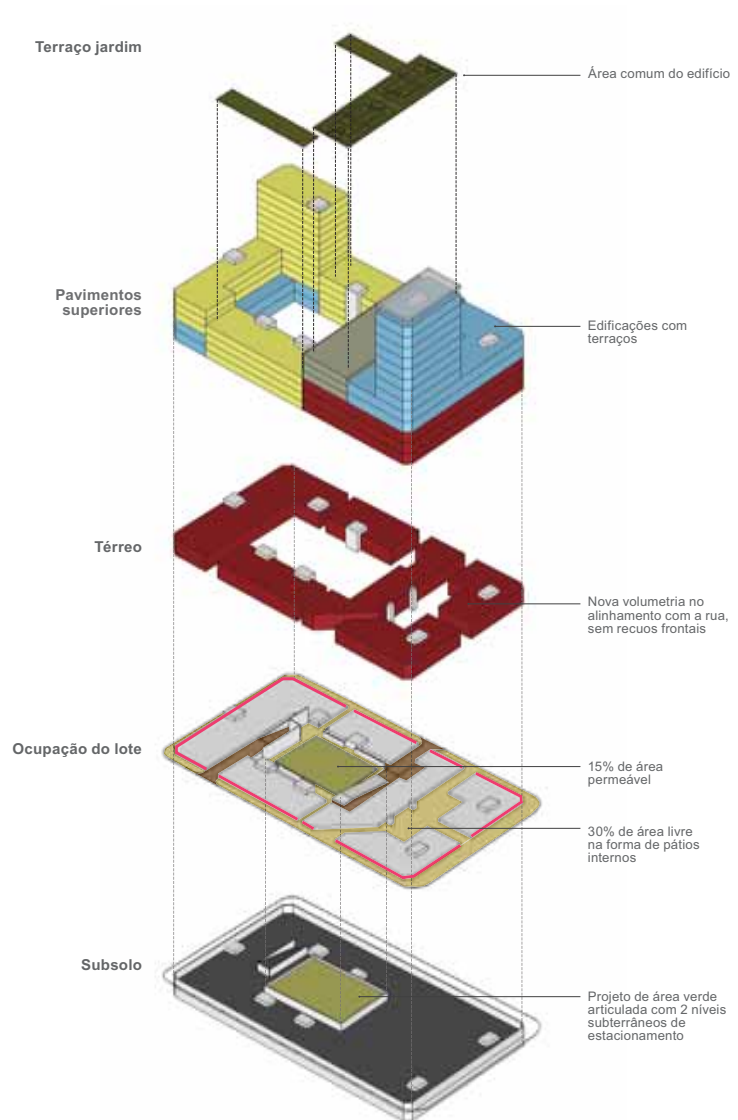 Terraço jardim
Área comum do edifício
Pavimentos
superiores
Edificações com
terraços
Térreo
Nova volumetria no
alinhamento com a rua,
sem recuos frontais
Ocupação do lote
15% de área
permeável
30% de área livre
na forma de pátios
internos
Subsolo
Projeto de área verde
articulada com 2 níveis
subterrâneos de
estacionamento